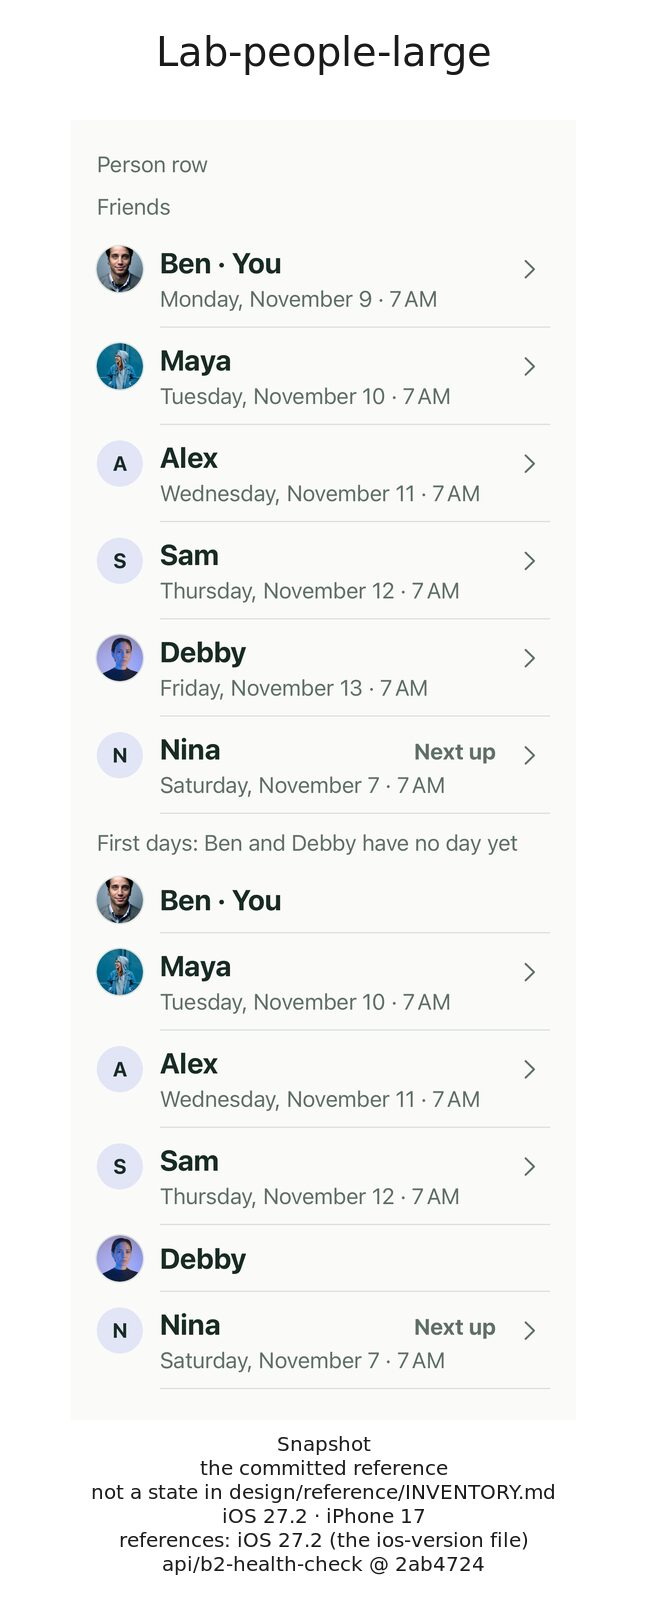 Lab-people-large
Person row
Friends
Ben · You
Monday, November 9 · 7 AM
Maya
Tuesday, November 10 · 7 AM
A
Alex
Wednesday, November 11 · 7 AM
S
Sam
Thursday, November 12 · 7 AM
Debby
Friday, November 13 · 7 AM
N
Nina
Next up
Saturday, November 7 · 7 AM
First days: Ben and Debby have no day yet
Ben · You
Maya
Tuesday, November 10 · 7 AM
A
Alex
Wednesday, November 11 · 7 AM
S
Sam
Thursday, November 12 · 7 AM
Debby
N
Nina
Next up
Saturday, November 7 · 7 AM
Snapshot
the committed reference
not a state in design/reference/INVENTORY.md
iOS 27.2 · iPhone 17
references: iOS 27.2 (the ios-version file)
api/b2-health-check @ 2ab4724